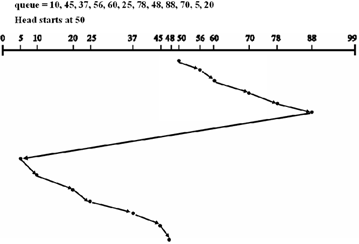 queue = 10, 45, 37, 56, 60, 25, 78, 48, 88, 70, 5, 20
Head starts at 50
0 5 10 20 25 37 46 48 50 56 60 70 78 88 99